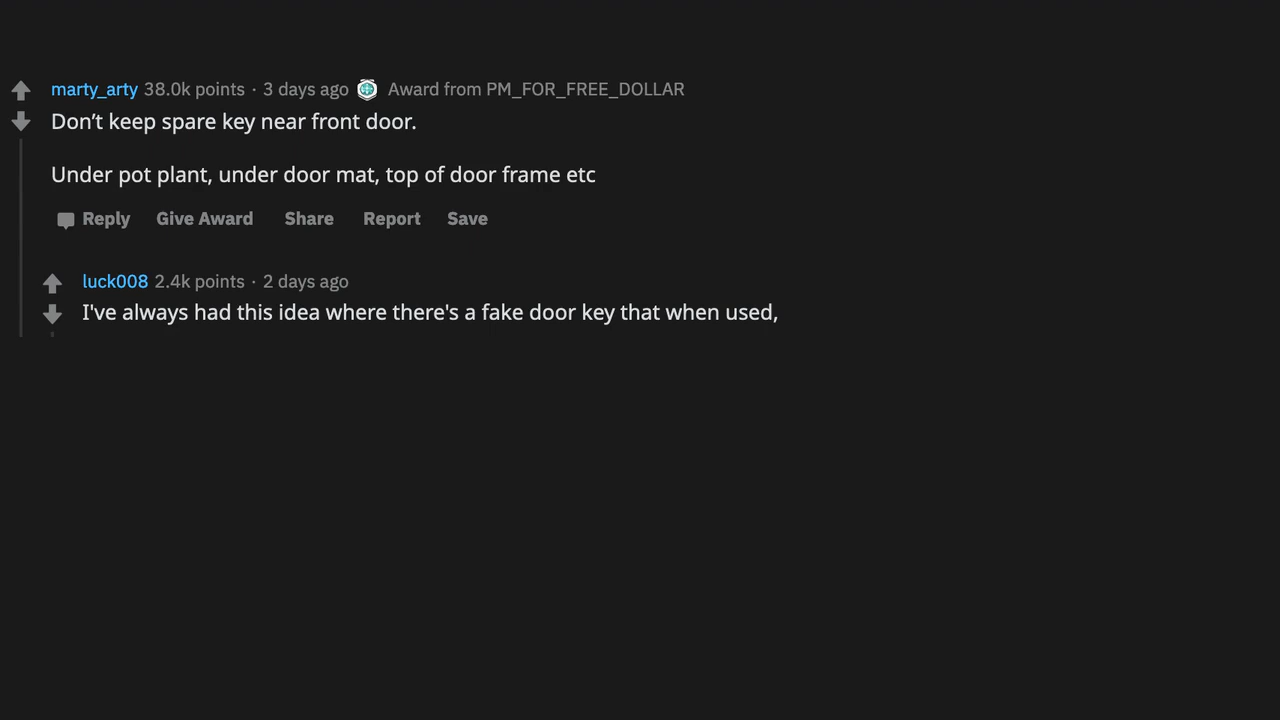 marty_arty 38.0k points · 3 days ago Award from PM_FOR_FREE_DOLLAR
Don’t keep spare key near front door.
Under pot plant, under door mat, top of door frame etc
Reply Give Award Share Report Save
luck008 2.4k points · 2 days ago
I've always had this idea where there's a fake door key that when used,